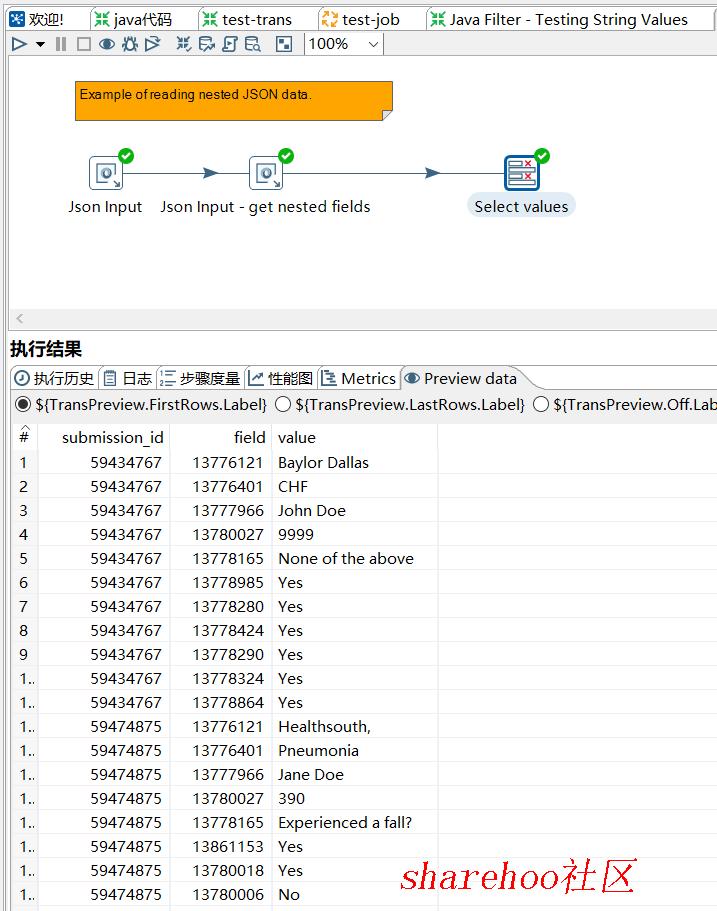 欢迎! java代码 test-trans test-job Java Filter - Testing String Values
100%
Example of reading nested JSON data.
Json Input Json Input - get nested fields Select values
执行结果
执行历史 日志 步骤度量 性能图 Metrics Preview data
${TransPreview.FirstRows.Label} ${TransPreview.LastRows.Label} ${TransPreview.Off.Lab
# submission_id field value
1 59434767 13776121 Baylor Dallas
2 59434767 13776401 CHF
3 59434767 13777966 John Doe
4 59434767 13780027 9999
5 59434767 13778165 None of the above
6 59434767 13778985 Yes
7 59434767 13778280 Yes
8 59434767 13778424 Yes
9 59434767 13778290 Yes
1.. 59434767 13778324 Yes
1.. 59434767 13778864 Yes
1.. 59474875 13776121 Healthsouth,
1.. 59474875 13776401 Pneumonia
1.. 59474875 13777966 Jane Doe
1.. 59474875 13780027 390
1.. 59474875 13778165 Experienced a fall?
1.. 59474875 13861153 Yes
1.. 59474875 13780018 Yes
1.. 59474875 13780006 No
sharehoo社区